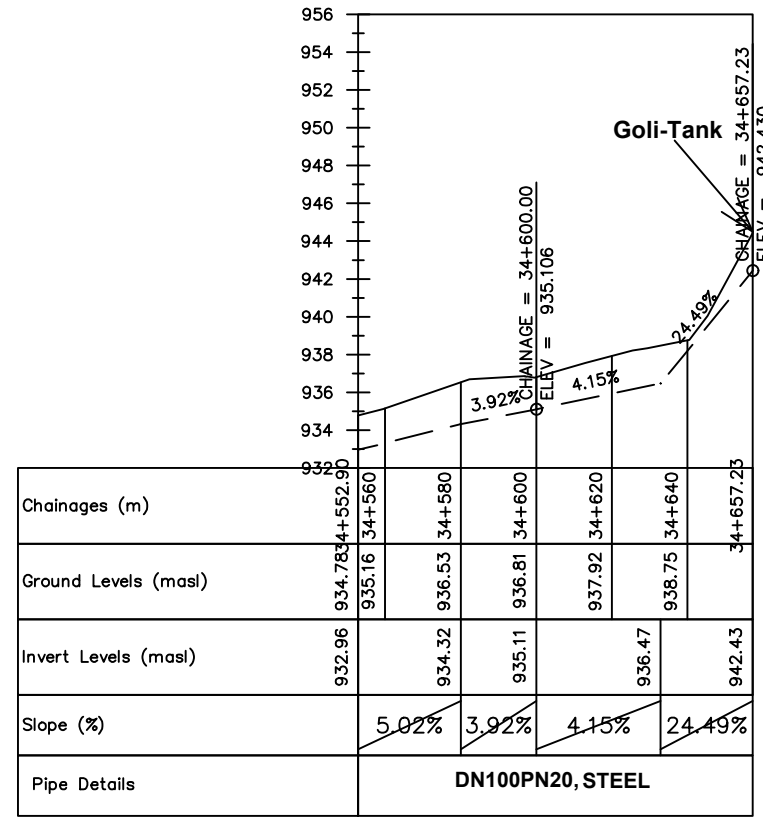 956
954
952
950
948
946
944
942
940
938
936
934
932
Goli-Tank
CHAINAGE = 34+600.00
ELEV = 935.106
CHAINAGE = 34+657.23
ELEV = 942.430
3.92%
4.15%
24.49%
Chainages (m) 34+552.90 34+560 34+580 34+600 34+620 34+640 34+657.23
Ground Levels (masl) 934.78 935.16 936.53 936.81 937.92 938.75
Invert Levels (masl) 932.96 934.32 935.11 936.47 942.43
Slope (%) 5.02% 3.92% 4.15% 24.49%
Pipe Details DN100PN20, STEEL